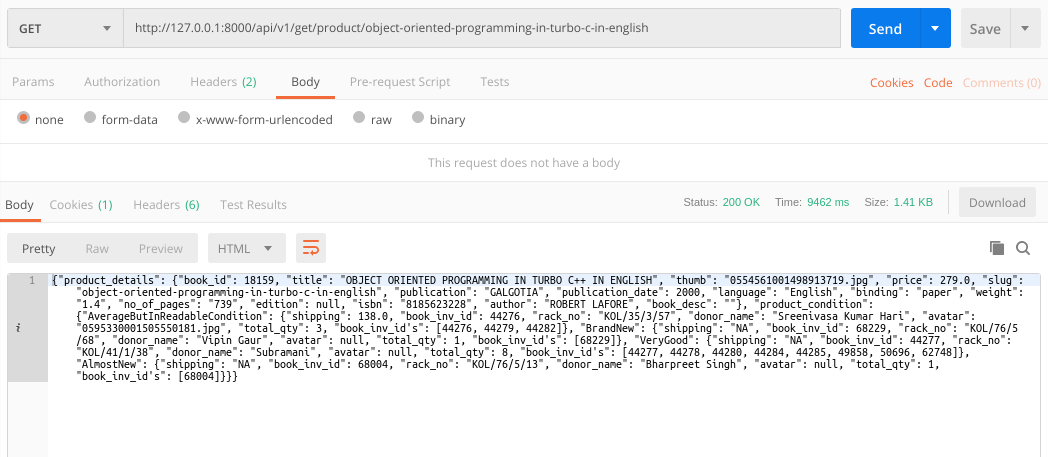 GET http://127.0.0.1:8000/api/v1/get/product/object-oriented-programming-in-turbo-c-in-english Send Save
Params Authorization Headers (2) Body Pre-request Script Tests Cookies Code Comments (0)
none form-data x-www-form-urlencoded raw binary
This request does not have a body
Body Cookies (1) Headers (6) Test Results Status: 200 OK Time: 9462 ms Size: 1.41 KB Download
Pretty Raw Preview HTML
1 {"product_details": {"book_id": 18159, "title": "OBJECT ORIENTED PROGRAMMING IN TURBO C++ IN ENGLISH", "thumb": "0554561001498913719.jpg", "price": 279.0, "slug":
"object-oriented-programming-in-turbo-c-in-english", "publication": "GALGOTIA", "publication_date": 2000, "language": "English", "binding": "paper", "weight":
"1.4", "no_of_pages": "739", "edition": null, "isbn": "8185623228", "author": "ROBERT LAFORE", "book_desc": ""}, "product_condition":
{"AverageButInReadableCondition": {"shipping": 138.0, "book_inv_id": 44276, "rack_no": "KOL/35/3/57", "donor_name": "Sreenivasa Kumar Hari", "avatar":
"0595330001505550181.jpg", "total_qty": 3, "book_inv_id's": [44276, 44279, 44282]}, "BrandNew": {"shipping": "NA", "book_inv_id": 68229, "rack_no": "KOL/76/5
/68", "donor_name": "Vipin Gaur", "avatar": null, "total_qty": 1, "book_inv_id's": [68229]}, "VeryGood": {"shipping": "NA", "book_inv_id": 44277, "rack_no":
"KOL/41/1/38", "donor_name": "Subramani", "avatar": null, "total_qty": 8, "book_inv_id's": [44277, 44278, 44280, 44284, 44285, 49858, 50696, 62748]},
"AlmostNew": {"shipping": "NA", "book_inv_id": 68004, "rack_no": "KOL/76/5/13", "donor_name": "Bharpreet Singh", "avatar": null, "total_qty": 1,
"book_inv_id's": [68004]}}}